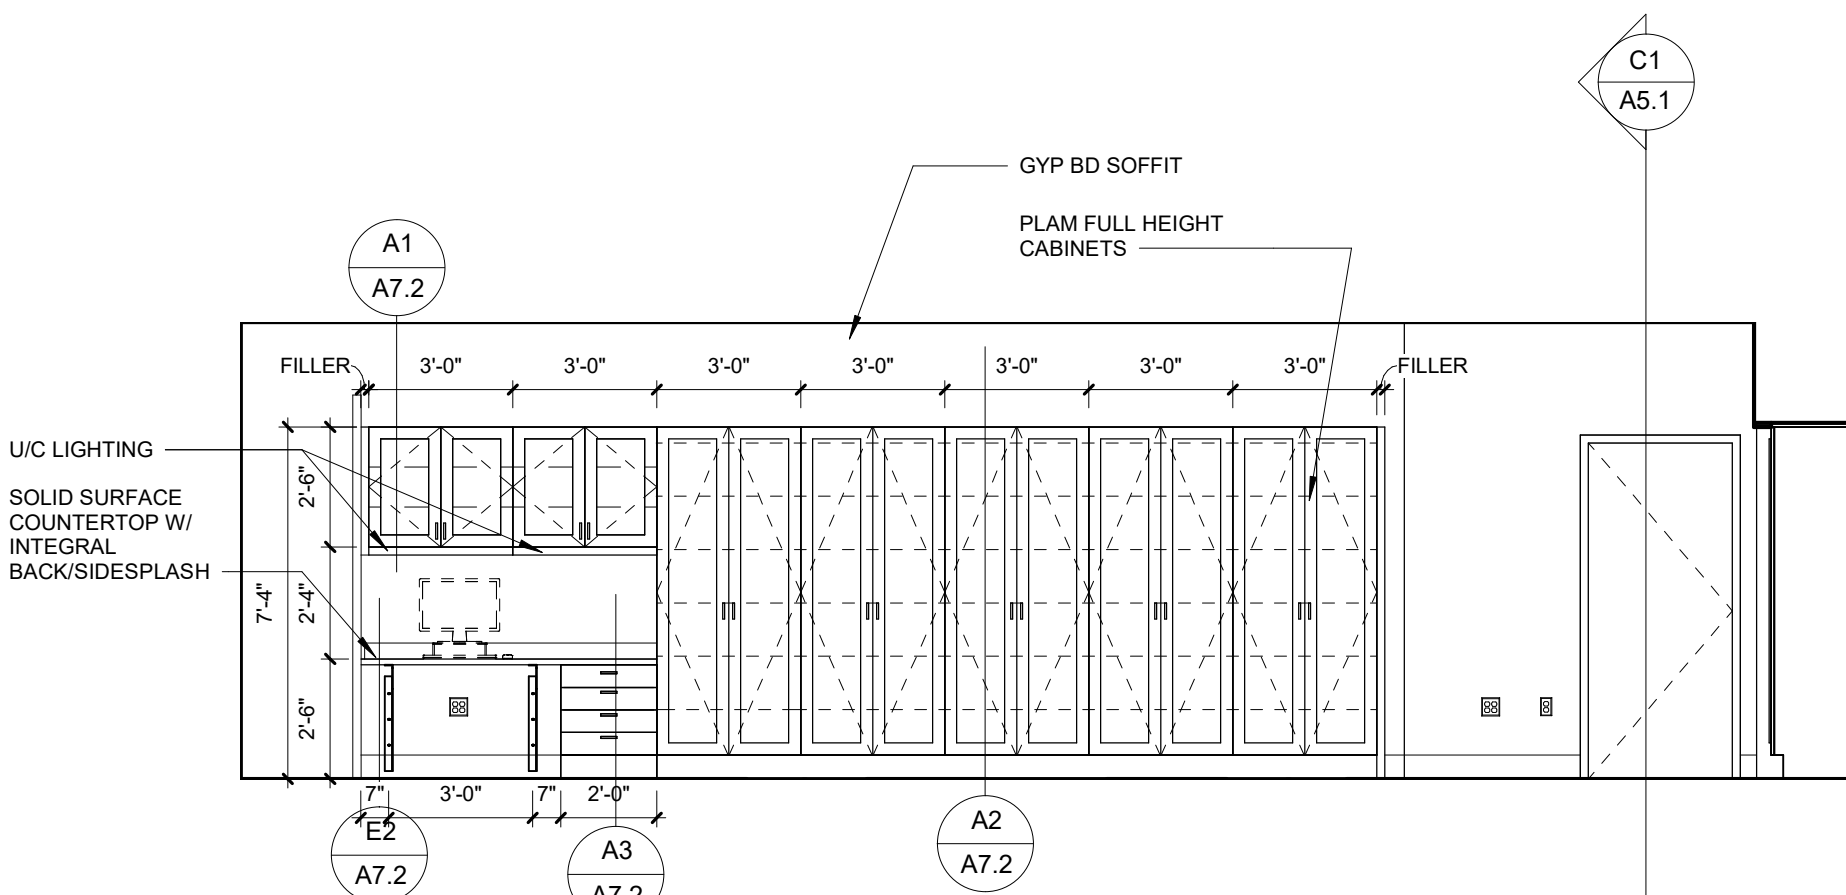 C1
A5.1
GYP BD SOFFIT
PLAM FULL HEIGHT
CABINETS
A1
A7.2
FILLER
3'-0"
3'-0"
3'-0"
3'-0"
3'-0"
3'-0"
3'-0"
FILLER
U/C LIGHTING
SOLID SURFACE
COUNTERTOP W/
INTEGRAL
BACK/SIDESPLASH
7'-4"
2'-6"
2'-4"
2'-6"
7"
3'-0"
7"
2'-0"
E2
A7.2
A3
A7.2
A2
A7.2